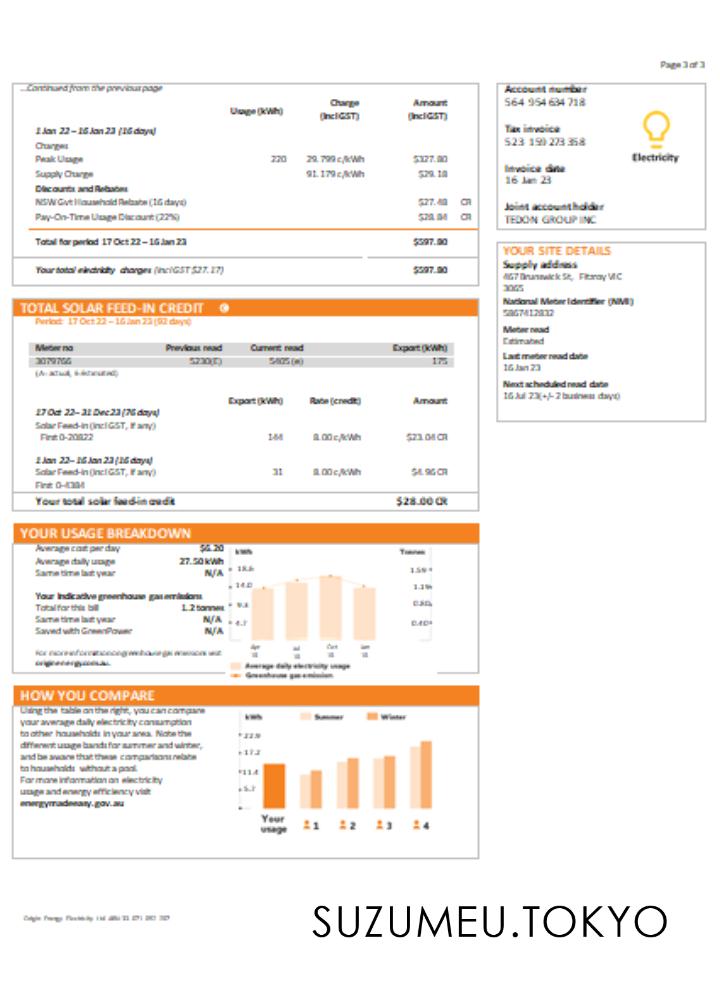 Page 3 of 3
...Continued from the previous page
Usage (kWh) Charge (incl GST) Amount (incl GST)
1 Jan 22 – 16 Jan 23 (16 days)
Charges
Peak Usage 220 29.799 c/kWh $327.80
Supply Charge 91.179 c/kWh $29.18
Discounts and Rebates
NSW Gvt Household Rebate (16 days) $27.48 CR
Pay-On-Time Usage Discount (22%) $28.84 CR
Total for period 17 Oct 22 – 16 Jan 23 $597.80
Your total electricity charges (incl GST $27.17) $597.80
TOTAL SOLAR FEED-IN CREDIT
Period: 17 Oct 22 – 16 Jan 23 (92 days)
Meter no Previous read Current read Export (kWh)
3079766 5230(E) 5405 (e) 175
(A- actual, e-estimated)
Export (kWh) Rate (credit) Amount
17 Oct 22– 31 Dec 23 (76 days)
Solar Feed-in (incl GST, if any)
First 0-20822 144 8.00 c/kWh $23.04 CR
1 Jan 22 – 16 Jan 23 (16 days)
Solar Feed-in (incl GST, if any) 31 8.00 c/kWh $4.96 CR
First 0-4384
Your total solar feed-in credit $28.00 CR
YOUR USAGE BREAKDOWN
Average cost per day $6.20
Average daily usage 27.50 kWh
Same time last year N/A
Your indicative greenhouse gas emissions
Total for this bill 1.2 tonnes
Same time last year N/A
Saved with GreenPower N/A
For more information on greenhouse gas emissions visit
originenergy.com.au.
kWh Tonnes
18.6 1.59
14.0 1.19
9.3 0.80
4.7 0.40
Apr Jul Oct Jan
Average daily electricity usage
Greenhouse gas emission
HOW YOU COMPARE
Using the table on the right, you can compare
your average daily electricity consumption
to other households in your area. Note the
different usage bands for summer and winter,
and be aware that these comparisons relate
to households without a pool.
For more information on electricity
usage and energy efficiency visit
energymadeeasy.gov.au
kWh Summer Winter
22.9
17.2
11.4
5.7
Your usage 1 2 3 4
Account number
564 954 634 718
Tax invoice
523 159 273 358
Invoice date
16 Jan 23
Joint account holder
TEDON GROUP INC
Electricity
YOUR SITE DETAILS
Supply address
467 Brunswick St, Fitzroy VIC
3065
National Meter Identifier (NMI)
5867412832
Meter read
Estimated
Last meter read date
16 Jan 23
Next scheduled read date
16 Jul 23(+/- 2 business days)
Origin Energy Electricity Ltd ABN 33 071 052 287
SUZUMEU.TOKYO